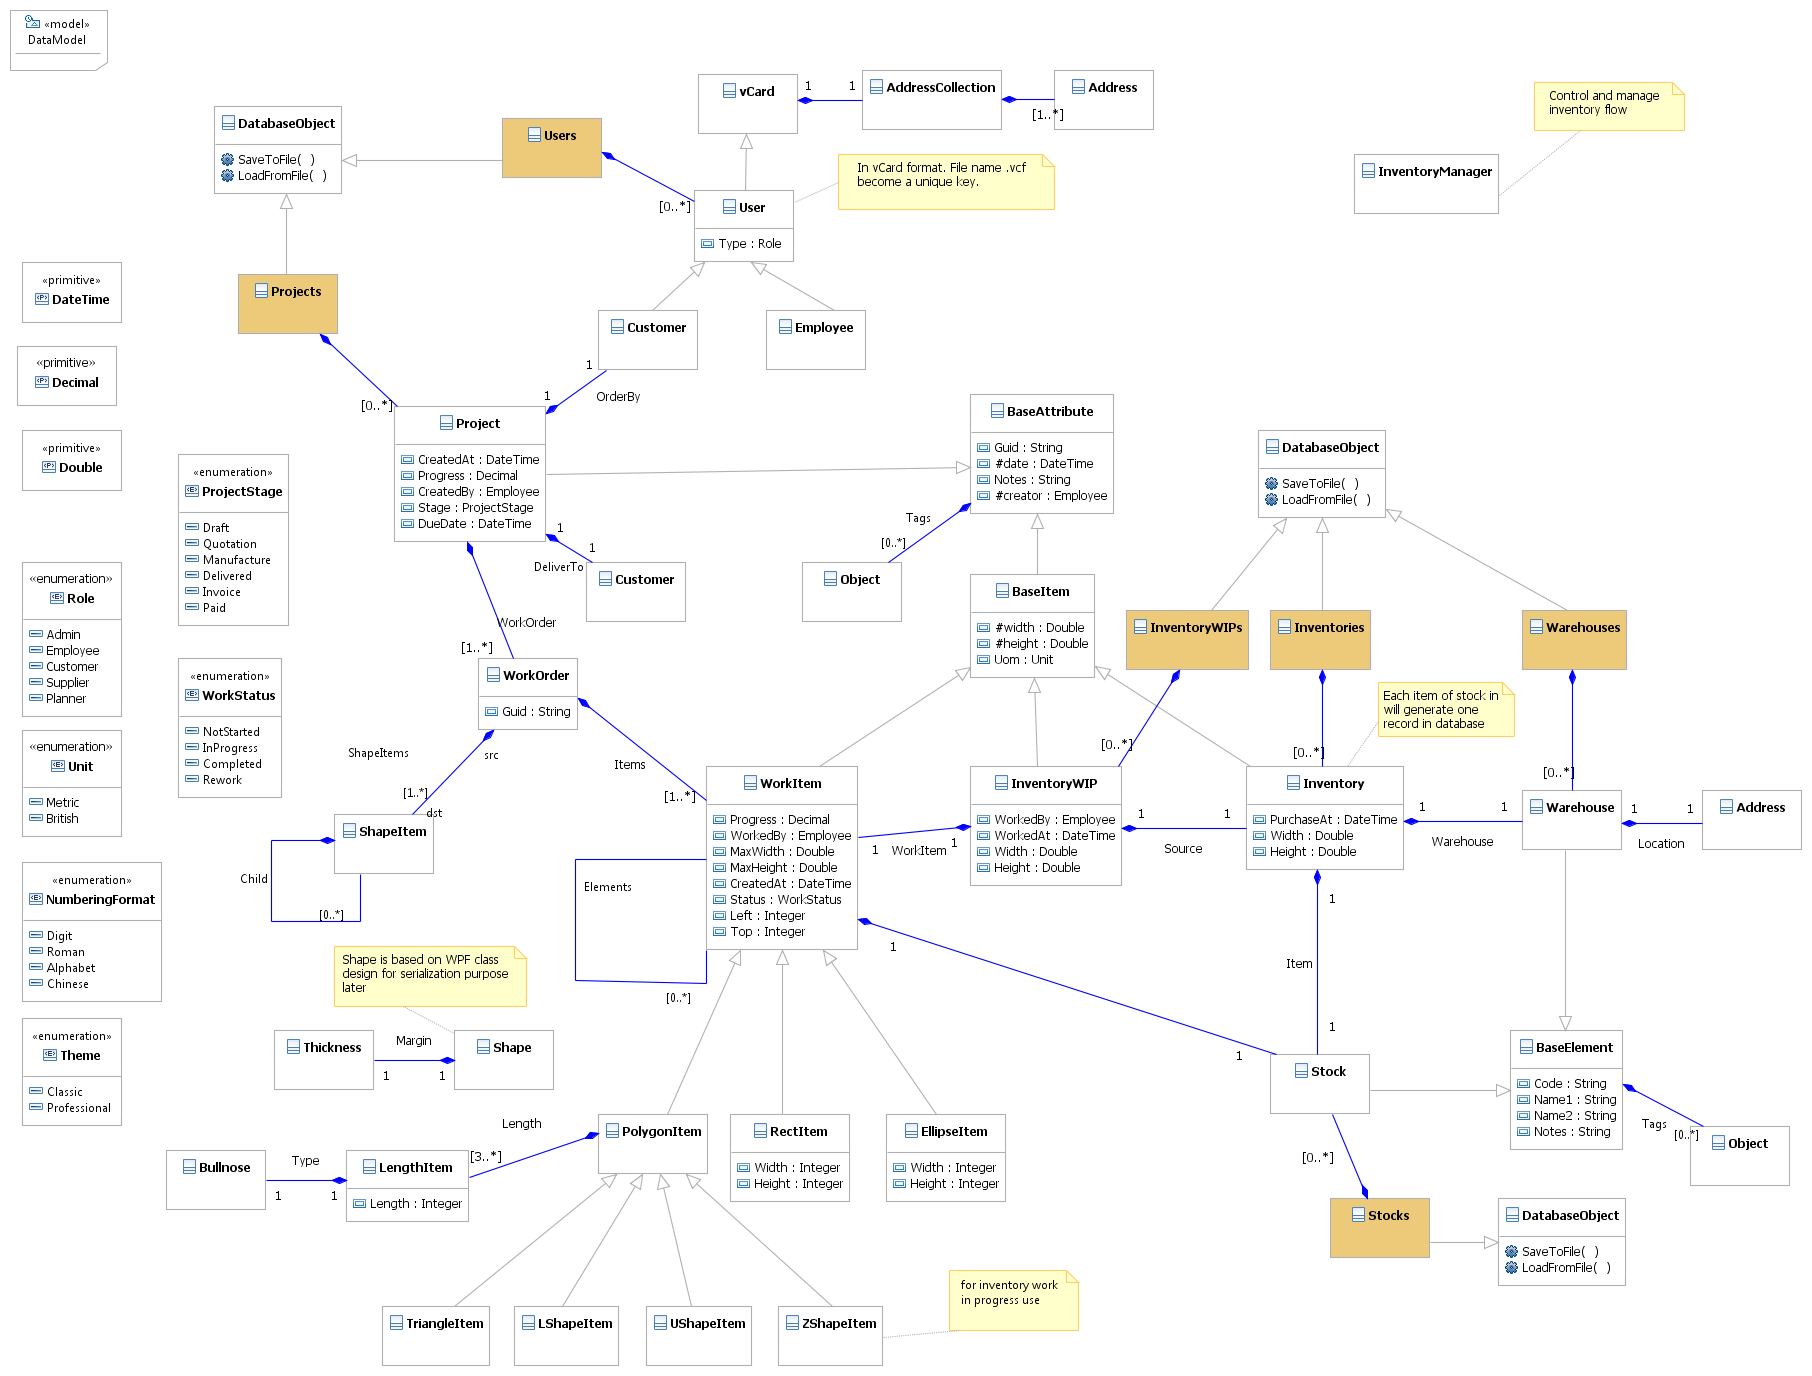 «model»
DataModel
vCard
1
1
AddressCollection
[1..*]
Address
Control and manage
inventory flow
InventoryManager
DatabaseObject
SaveToFile(  )
LoadFromFile(  )
Users
[0..*]
In vCard format. File name .vcf
become a unique key.
User
Type : Role
Projects
[0..*]
Customer
Employee
1
1
OrderBy
«primitive»
DateTime
«primitive»
Decimal
«primitive»
Double
«enumeration»
ProjectStage
Draft
Quotation
Manufacture
Delivered
Invoice
Paid
Project
CreatedAt : DateTime
Progress : Decimal
CreatedBy : Employee
Stage : ProjectStage
DueDate : DateTime
1
1
DeliverTo
Customer
BaseAttribute
Guid : String
#date : DateTime
Notes : String
#creator : Employee
Tags
[0..*]
Object
DatabaseObject
SaveToFile(  )
LoadFromFile(  )
«enumeration»
Role
Admin
Employee
Customer
Supplier
Planner
«enumeration»
WorkStatus
NotStarted
InProgress
Completed
Rework
WorkOrder
[1..*]
WorkOrder
Guid : String
BaseItem
#width : Double
#height : Double
Uom : Unit
InventoryWIPs
Inventories
Warehouses
Each item of stock in
will generate one
record in database
«enumeration»
Unit
Metric
British
ShapeItems
src
[1..*]
dst
ShapeItem
Child
[0..*]
Items
[1..*]
WorkItem
Progress : Decimal
WorkedBy : Employee
MaxWidth : Double
MaxHeight : Double
CreatedAt : DateTime
Status : WorkStatus
Left : Integer
Top : Integer
Elements
[0..*]
1
WorkItem
1
[0..*]
InventoryWIP
WorkedBy : Employee
WorkedAt : DateTime
Width : Double
Height : Double
1
Source
1
[0..*]
Inventory
PurchaseAt : DateTime
Width : Double
Height : Double
1
Warehouse
1
[0..*]
Warehouse
1
Location
1
Address
«enumeration»
NumberingFormat
Digit
Roman
Alphabet
Chinese
Shape is based on WPF class
design for serialization purpose
later
1
1
1
Item
1
«enumeration»
Theme
Classic
Professional
Thickness
Margin
1
1
Shape
Stock
BaseElement
Code : String
Name1 : String
Name2 : String
Notes : String
Tags
[0..*]
Object
Bullnose
Type
1
1
LengthItem
Length : Integer
Length
[3..*]
PolygonItem
RectItem
Width : Integer
Height : Integer
EllipseItem
Width : Integer
Height : Integer
[0..*]
Stocks
DatabaseObject
SaveToFile(  )
LoadFromFile(  )
for inventory work
in progress use
TriangleItem
LShapeItem
UShapeItem
ZShapeItem